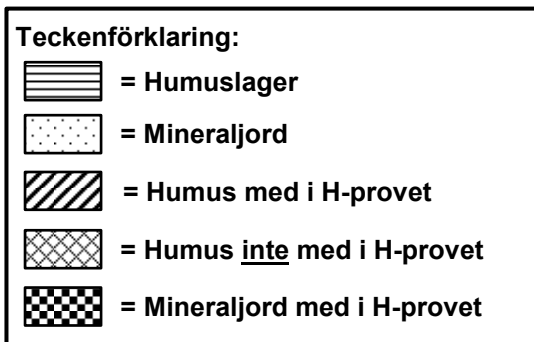 Teckenförklaring:
= Humuslager
= Mineraljord
= Humus med i H-provet
= Humus inte med i H-provet
= Mineraljord med i H-provet